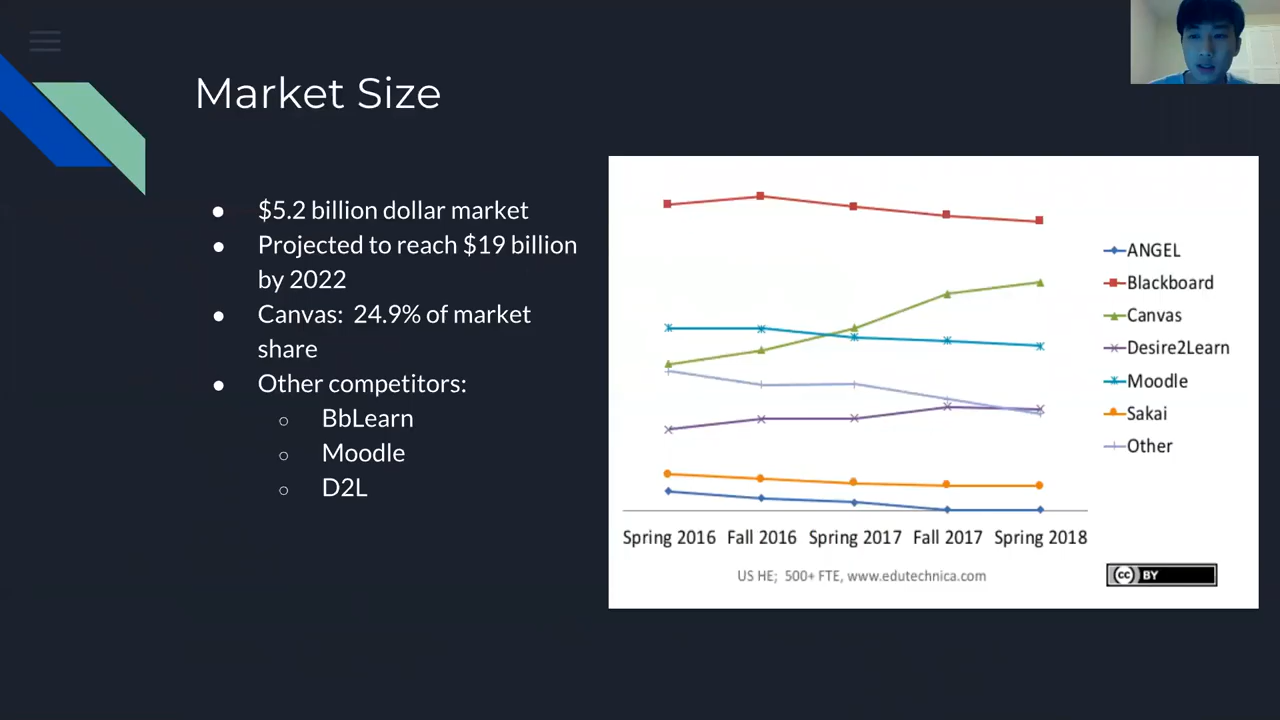 Market Size
$5.2 billion dollar market
Projected to reach $19 billion
by 2022
Canvas: 24.9% of market
share
Other competitors:
BbLearn
Moodle
D2L
ANGEL
Blackboard
Canvas
Desire2Learn
Moodle
Sakai
Other
Spring 2016 Fall 2016 Spring 2017 Fall 2017 Spring 2018
US HE; 500+ FTE, www.edutechnica.com
cc BY